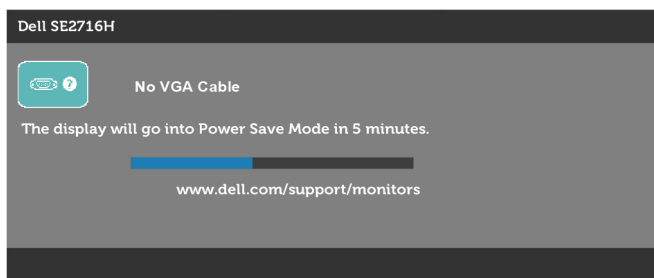 Dell SE2716H
?
No VGA Cable
The display will go into Power Save Mode in 5 minutes.
www.dell.com/support/monitors